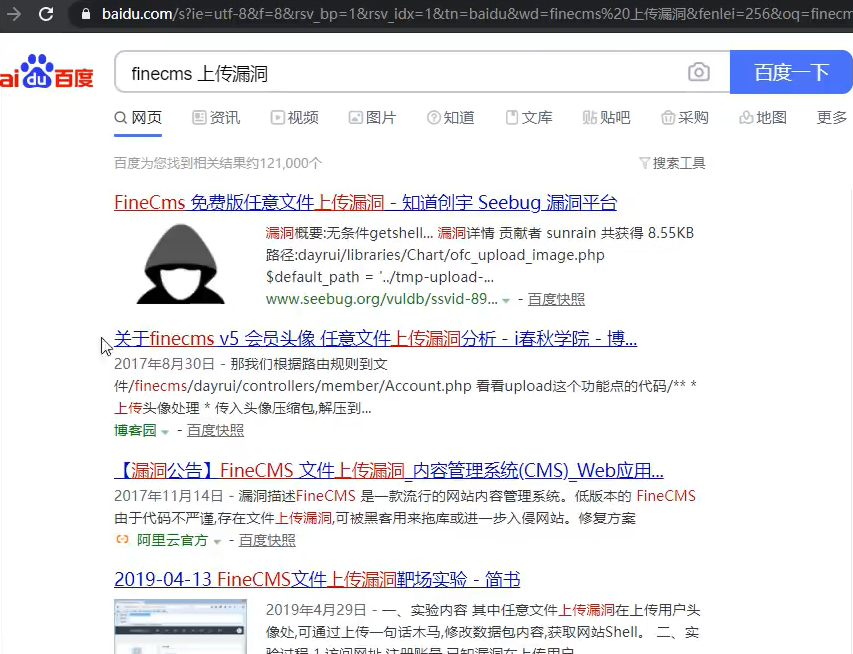 baidu.com/s?ie=utf-8&f=8&rsv_bp=1&rsv_idx=1&tn=baidu&wd=finecms%20上传漏洞&fenlei=256&oq=finecm
ai du 百度
finecms 上传漏洞
百度一下
网页 资讯 视频 图片 知道 文库 贴吧 采购 地图 更多
百度为您找到相关结果约121,000个
搜索工具
FineCms 免费版任意文件上传漏洞 - 知道创宇 Seebug 漏洞平台
漏洞概要:无条件getshell... 漏洞详情 贡献者 sunrain 共获得 8.55KB
路径:dayrui/libraries/Chart/ofc_upload_image.php
$default_path = '../tmp-upload-...
www.seebug.org/vuldb/ssvid-89... - 百度快照
关于finecms v5 会员头像 任意文件上传漏洞分析 - i春秋学院 - 博...
2017年8月30日 - 那我们根据路由规则到文
件/finecms/dayrui/controllers/member/Account.php 看看upload这个功能点的代码/** *
上传头像处理 * 传入头像压缩包,解压到...
博客园 - 百度快照
【漏洞公告】FineCMS 文件上传漏洞_内容管理系统(CMS)_Web应用...
2017年11月14日 - 漏洞描述FineCMS 是一款流行的网站内容管理系统。低版本的 FineCMS
由于代码不严谨,存在文件上传漏洞,可被黑客用来拖库或进一步入侵网站。修复方案
阿里云官方 - 百度快照
2019-04-13 FineCMS文件上传漏洞靶场实验 - 简书
2019年4月29日 - 一、实验内容 其中任意文件上传漏洞在上传用户头
像处,可通过上传一句话木马,修改数据包内容,获取网站Shell。 二、实
验过程 1.访问网址,注册账号,已知漏洞在上传用户